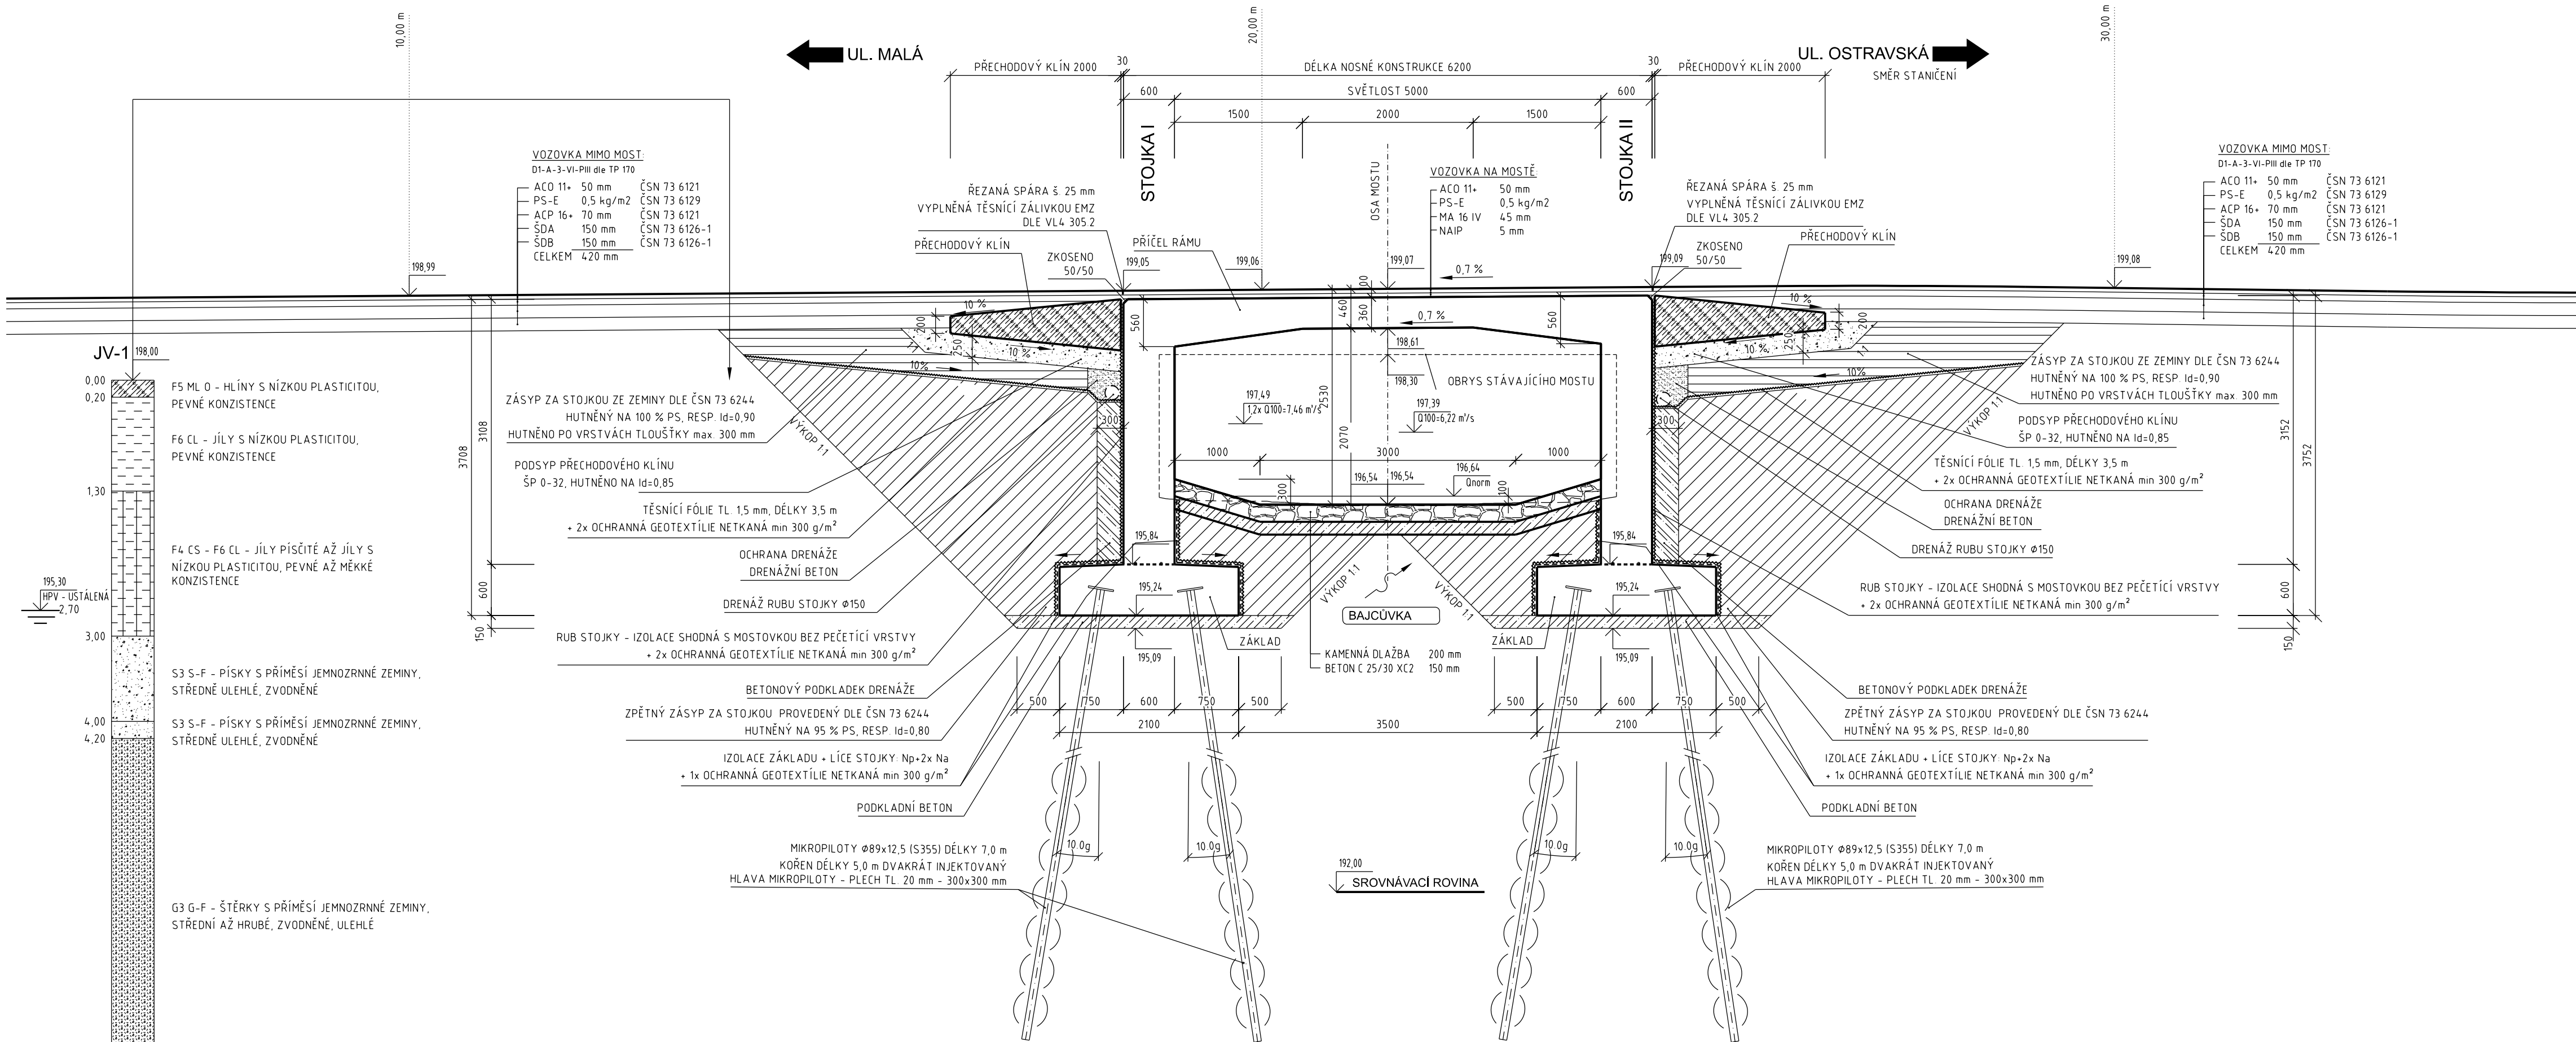 10,00 m
20,00 m
30,00 m
UL. MALÁ
UL. OSTRAVSKÁ
SMĚR STANIČENÍ
PŘECHODOVÝ KLÍN 2000
30
DÉLKA NOSNÉ KONSTRUKCE 6200
30
PŘECHODOVÝ KLÍN 2000
600
SVĚTLOST 5000
600
1500
2000
1500
STOJKA I
STOJKA II
OSA MOSTU
VOZOVKA MIMO MOST:
D1-A-3-VI-PIII dle TP 170
ACO 11+ 50 mm ČSN 73 6121
PS-E 0,5 kg/m2 ČSN 73 6129
ACP 16+ 70 mm ČSN 73 6121
ŠDA 150 mm ČSN 73 6126-1
ŠDB 150 mm ČSN 73 6126-1
CELKEM 420 mm
ŘEZANÁ SPÁRA š. 25 mm
VYPLNĚNÁ TĚSNÍCÍ ZÁLIVKOU EMZ
DLE VL4 305.2
PŘECHODOVÝ KLÍN
PŘÍČEL RÁMU
ZKOSENO
50/50
VOZOVKA NA MOSTĚ:
ACO 11+ 50 mm
PS-E 0,5 kg/m2
MA 16 IV 45 mm
NAIP 5 mm
ŘEZANÁ SPÁRA š. 25 mm
VYPLNĚNÁ TĚSNÍCÍ ZÁLIVKOU EMZ
DLE VL4 305.2
PŘECHODOVÝ KLÍN
ZKOSENO
50/50
VOZOVKA MIMO MOST:
D1-A-3-VI-PIII dle TP 170
ACO 11+ 50 mm ČSN 73 6121
PS-E 0,5 kg/m2 ČSN 73 6129
ACP 16+ 70 mm ČSN 73 6121
ŠDA 150 mm ČSN 73 6126-1
ŠDB 150 mm ČSN 73 6126-1
CELKEM 420 mm
198,99
199,05
199,06
199,07
0,7 %
199,09
199,08
10 %
200
250
10 %
10%
560
460
360
0,7 %
560
10 %
200
250
10 %
1:1
10%
198,61
198,30
OBRYS STÁVAJÍCÍHO MOSTU
197,49
1,2x Q100=7,46 m³/s
197,39
Q100=6,22 m³/s
2530
2070
1000
3000
1000
196,54
196,54
196,64
Qnorm
300
100
300
300
JV-1
198,00
0,00
0,20
1,30
195,30
HPV - USTÁLENÁ
2,70
3,00
4,00
4,20
F5 ML O - HLÍNY S NÍZKOU PLASTICITOU,
PEVNÉ KONZISTENCE
F6 CL - JÍLY S NÍZKOU PLASTICITOU,
PEVNÉ KONZISTENCE
F4 CS - F6 CL - JÍLY PÍSČITÉ AŽ JÍLY S
NÍZKOU PLASTICITOU, PEVNÉ AŽ MĚKKÉ
KONZISTENCE
S3 S-F - PÍSKY S PŘÍMĚSÍ JEMNOZRNNÉ ZEMINY,
STŘEDNĚ ULEHLÉ, ZVODNĚNÉ
S3 S-F - PÍSKY S PŘÍMĚSÍ JEMNOZRNNÉ ZEMINY,
STŘEDNĚ ULEHLÉ, ZVODNĚNÉ
G3 G-F - ŠTĚRKY S PŘÍMĚSÍ JEMNOZRNNÉ ZEMINY,
STŘEDNÍ AŽ HRUBÉ, ZVODNĚNÉ, ULEHLÉ
3708
3108
600
150
ZÁSYP ZA STOJKOU ZE ZEMINY DLE ČSN 73 6244
HUTNĚNÝ NA 100 % PS, RESP. Id=0,90
HUTNĚNO PO VRSTVÁCH TLOUŠŤKY max. 300 mm
VÝKOP 1:1
PODSYP PŘECHODOVÉHO KLÍNU
ŠP 0-32, HUTNĚNO NA Id=0,85
TĚSNÍCÍ FÓLIE TL. 1,5 mm, DÉLKY 3,5 m
+ 2x OCHRANNÁ GEOTEXTÍLIE NETKANÁ min 300 g/m²
OCHRANA DRENÁŽE
DRENÁŽNÍ BETON
DRENÁŽ RUBU STOJKY ø150
RUB STOJKY - IZOLACE SHODNÁ S MOSTOVKOU BEZ PEČETÍCÍ VRSTVY
+ 2x OCHRANNÁ GEOTEXTÍLIE NETKANÁ min 300 g/m²
BETONOVÝ PODKLADEK DRENÁŽE
ZPĚTNÝ ZÁSYP ZA STOJKOU PROVEDENÝ DLE ČSN 73 6244
HUTNĚNÝ NA 95 % PS, RESP. Id=0,80
IZOLACE ZÁKLADU + LÍCE STOJKY: Np+2x Na
+ 1x OCHRANNÁ GEOTEXTÍLIE NETKANÁ min 300 g/m²
PODKLADNÍ BETON
MIKROPILOTY ø89x12,5 (S355) DÉLKY 7,0 m
KOŘEN DÉLKY 5,0 m DVAKRÁT INJEKTOVANÝ
HLAVA MIKROPILOTY - PLECH TL. 20 mm - 300x300 mm
195,84
195,24
195,09
ZÁKLAD
VÝKOP 1:1
BAJCŮVKA
VÝKOP 1:1
KAMENNÁ DLAŽBA 200 mm
BETON C 25/30 XC2 150 mm
195,84
195,24
195,09
ZÁKLAD
500
750
600
750
500
500
750
600
750
500
2100
3500
2100
10.0g
10.0g
10.0g
10.0g
192,00
SROVNÁVACÍ ROVINA
ZÁSYP ZA STOJKOU ZE ZEMINY DLE ČSN 73 6244
HUTNĚNÝ NA 100 % PS, RESP. Id=0,90
HUTNĚNO PO VRSTVÁCH TLOUŠŤKY max. 300 mm
VÝKOP 1:1
PODSYP PŘECHODOVÉHO KLÍNU
ŠP 0-32, HUTNĚNO NA Id=0,85
TĚSNÍCÍ FÓLIE TL. 1,5 mm, DÉLKY 3,5 m
+ 2x OCHRANNÁ GEOTEXTÍLIE NETKANÁ min 300 g/m²
OCHRANA DRENÁŽE
DRENÁŽNÍ BETON
DRENÁŽ RUBU STOJKY ø150
RUB STOJKY - IZOLACE SHODNÁ S MOSTOVKOU BEZ PEČETÍCÍ VRSTVY
+ 2x OCHRANNÁ GEOTEXTÍLIE NETKANÁ min 300 g/m²
BETONOVÝ PODKLADEK DRENÁŽE
ZPĚTNÝ ZÁSYP ZA STOJKOU PROVEDENÝ DLE ČSN 73 6244
HUTNĚNÝ NA 95 % PS, RESP. Id=0,80
IZOLACE ZÁKLADU + LÍCE STOJKY: Np+2x Na
+ 1x OCHRANNÁ GEOTEXTÍLIE NETKANÁ min 300 g/m²
PODKLADNÍ BETON
MIKROPILOTY ø89x12,5 (S355) DÉLKY 7,0 m
KOŘEN DÉLKY 5,0 m DVAKRÁT INJEKTOVANÝ
HLAVA MIKROPILOTY - PLECH TL. 20 mm - 300x300 mm
3152
3752
600
150